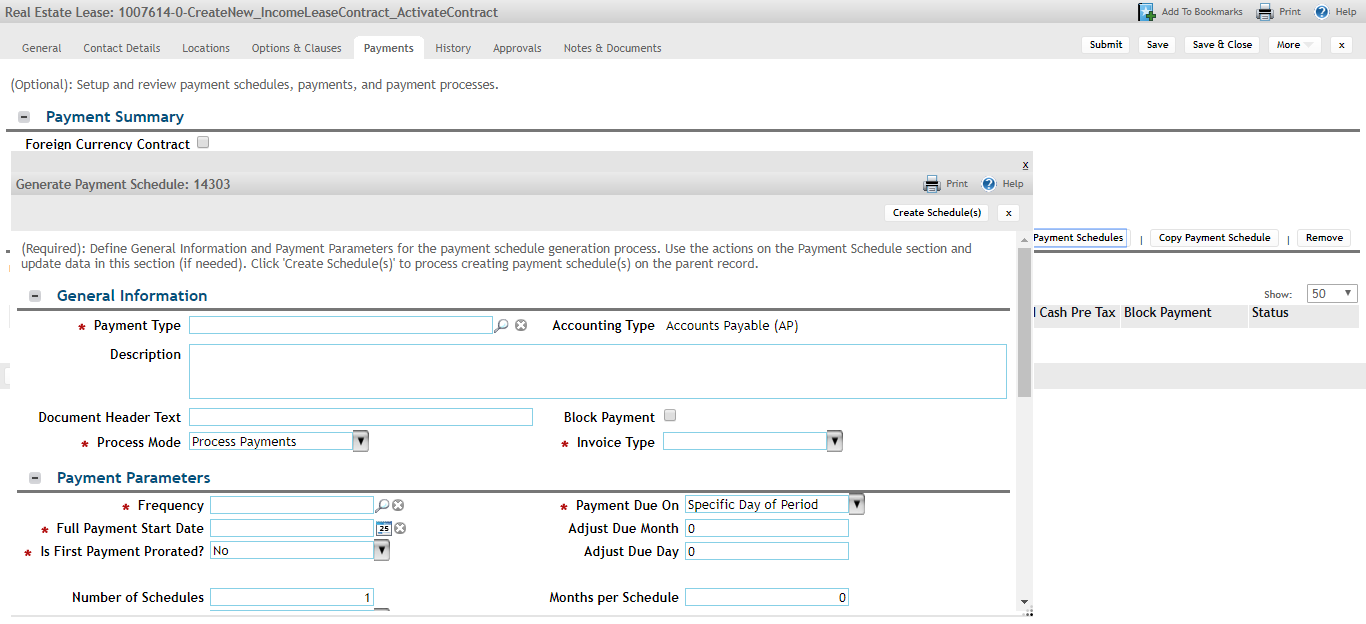 Real Estate Lease: 1007614-0-CreateNew_IncomeLeaseContract_ActivateContract Add To Bookmarks Print ? Help
General Contact Details Locations Options & Clauses Payments History Approvals Notes & Documents Submit Save Save & Close More x
(Optional): Setup and review payment schedules, payments, and payment processes.
Payment Summary
Foreign Currency Contract
x
Generate Payment Schedule: 14303 Print ? Help
Create Schedule(s) x
Payment Schedules | Copy Payment Schedule | Remove
(Required): Define General Information and Payment Parameters for the payment schedule generation process. Use the actions on the Payment Schedule section and
update data in this section (if needed). Click 'Create Schedule(s)' to process creating payment schedule(s) on the parent record.
Show: 50
General Information
Cash Pre Tax Block Payment Status
* Payment Type Accounting Type Accounts Payable (AP)
Description
Document Header Text Block Payment
* Process Mode Process Payments * Invoice Type
Payment Parameters
* Frequency * Payment Due On Specific Day of Period
* Full Payment Start Date 25 Adjust Due Month 0
* Is First Payment Prorated? No Adjust Due Day 0
Number of Schedules 1 Months per Schedule 0